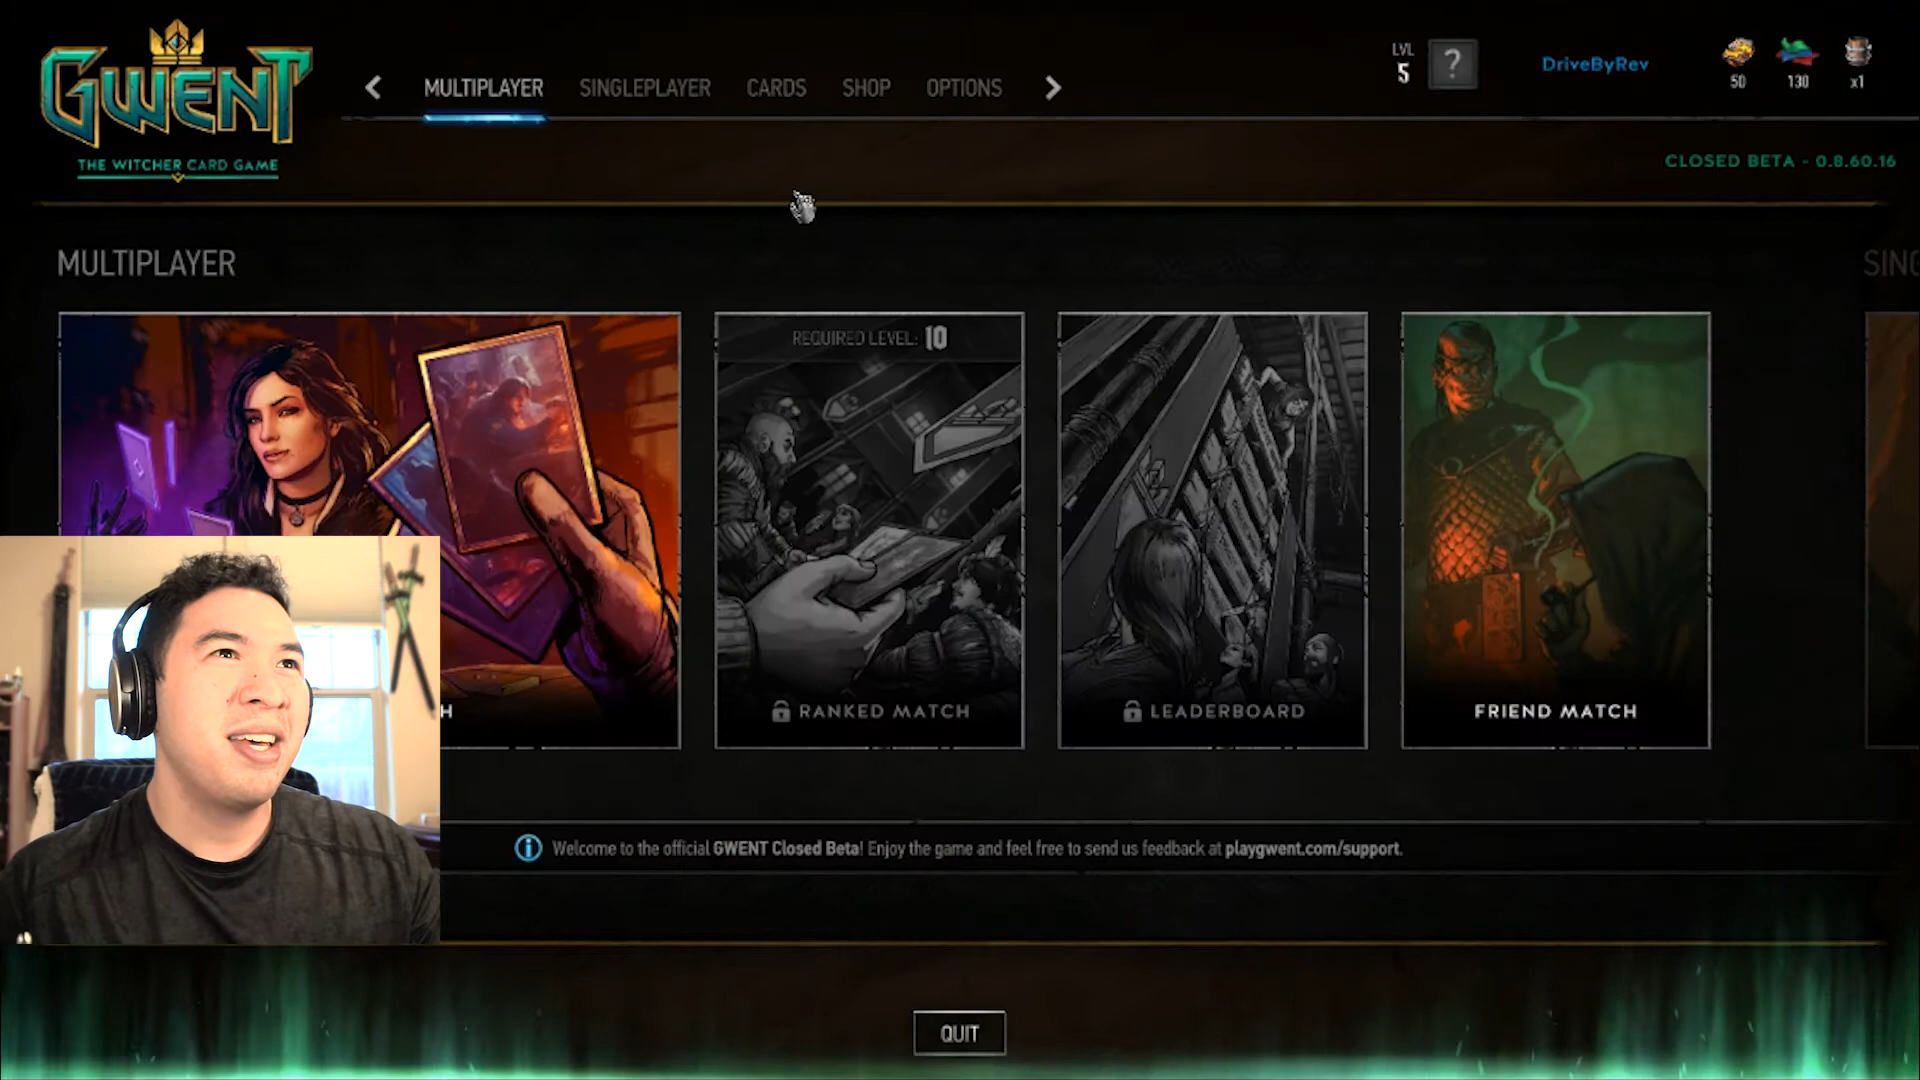 GWENT
THE WITCHER CARD GAME
MULTIPLAYER SINGLEPLAYER CARDS SHOP OPTIONS
LVL
5
?
DriveByRev
50 130 x1
CLOSED BETA - 0.8.60.16
MULTIPLAYER
SING
REQUIRED LEVEL: 10
H
RANKED MATCH
LEADERBOARD
FRIEND MATCH
Welcome to the official GWENT Closed Beta! Enjoy the game and feel free to send us feedback at playgwent.com/support.
QUIT